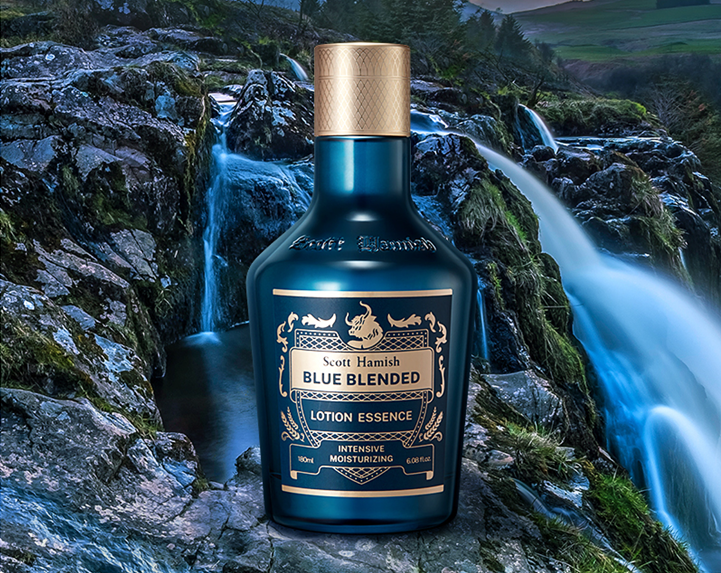 Scott Hamish
Scott Hamish
BLUE BLENDED
LOTION ESSENCE
INTENSIVE
180ml MOISTURIZING 6.08 fl.oz.